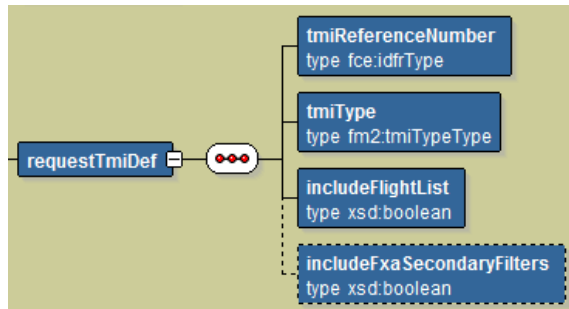 tmiReferenceNumber
type fce:idfrType
tmiType
type fm2:tmiTypeType
requestTmiDef
includeFlightList
type xsd:boolean
includeFxaSecondaryFilters
type xsd:boolean